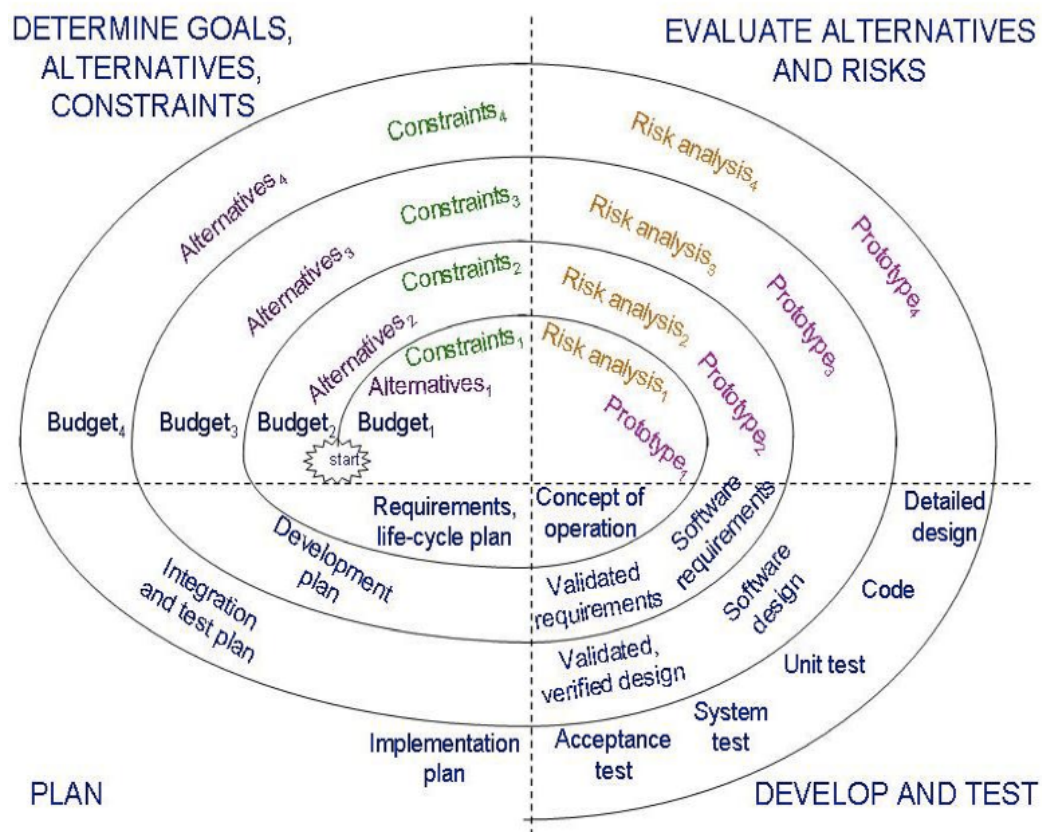 DETERMINE GOALS,
ALTERNATIVES,
CONSTRAINTS
EVALUATE ALTERNATIVES
AND RISKS
Constraints₄
Risk analysis₄
Alternatives₄
Constraints₃
Risk analysis₃
Prototype₄
Alternatives₃
Constraints₂
Risk analysis₂
Prototype₃
Alternatives₂
Constraints₁
Risk analysis₁
Prototype₂
Alternatives₁
Budget₄
Budget₃
Budget₂
Budget₁
Prototype₁
start
Requirements,
life-cycle plan
Concept of
operation
Software
requirements
Detailed
design
Development
plan
Validated
requirements
Software
design
Code
Integration
and test plan
Validated,
verified design
Unit test
System
test
Implementation
plan
Acceptance
test
PLAN
DEVELOP AND TEST